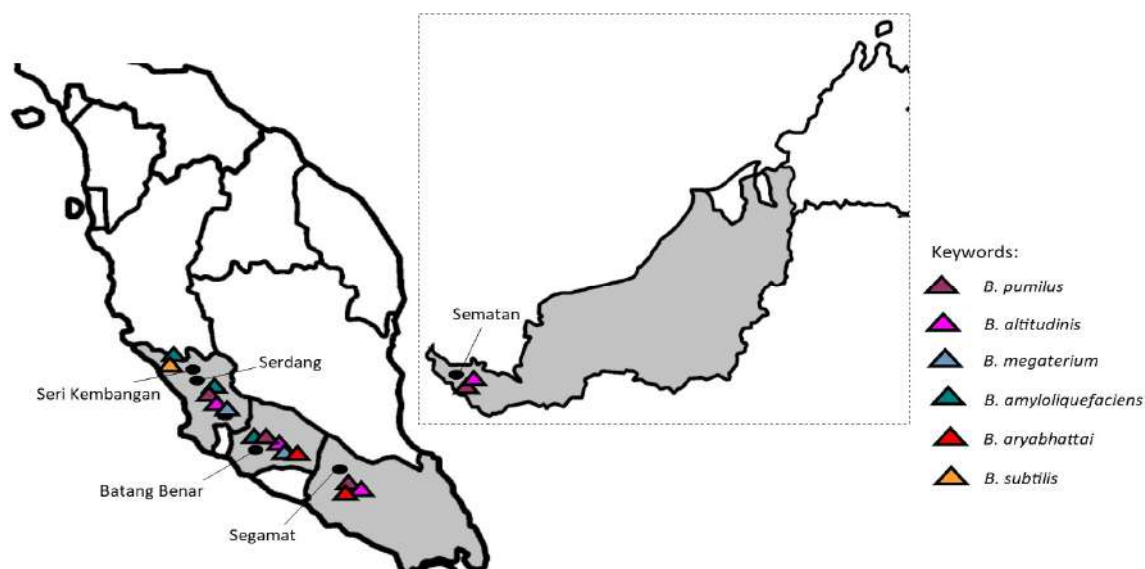 Sematan
Serdang
Seri Kembangan
Batang Benar
Segamat
Keywords:
B. pumilus
B. altitudinis
B. megaterium
B. amyloliquefaciens
B. aryabhattai
B. subtilis